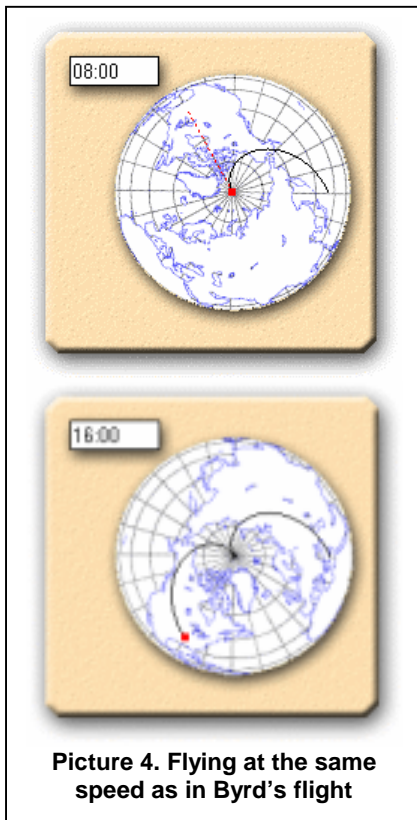 08:00
16:00
Picture 4. Flying at the same
speed as in Byrd’s flight